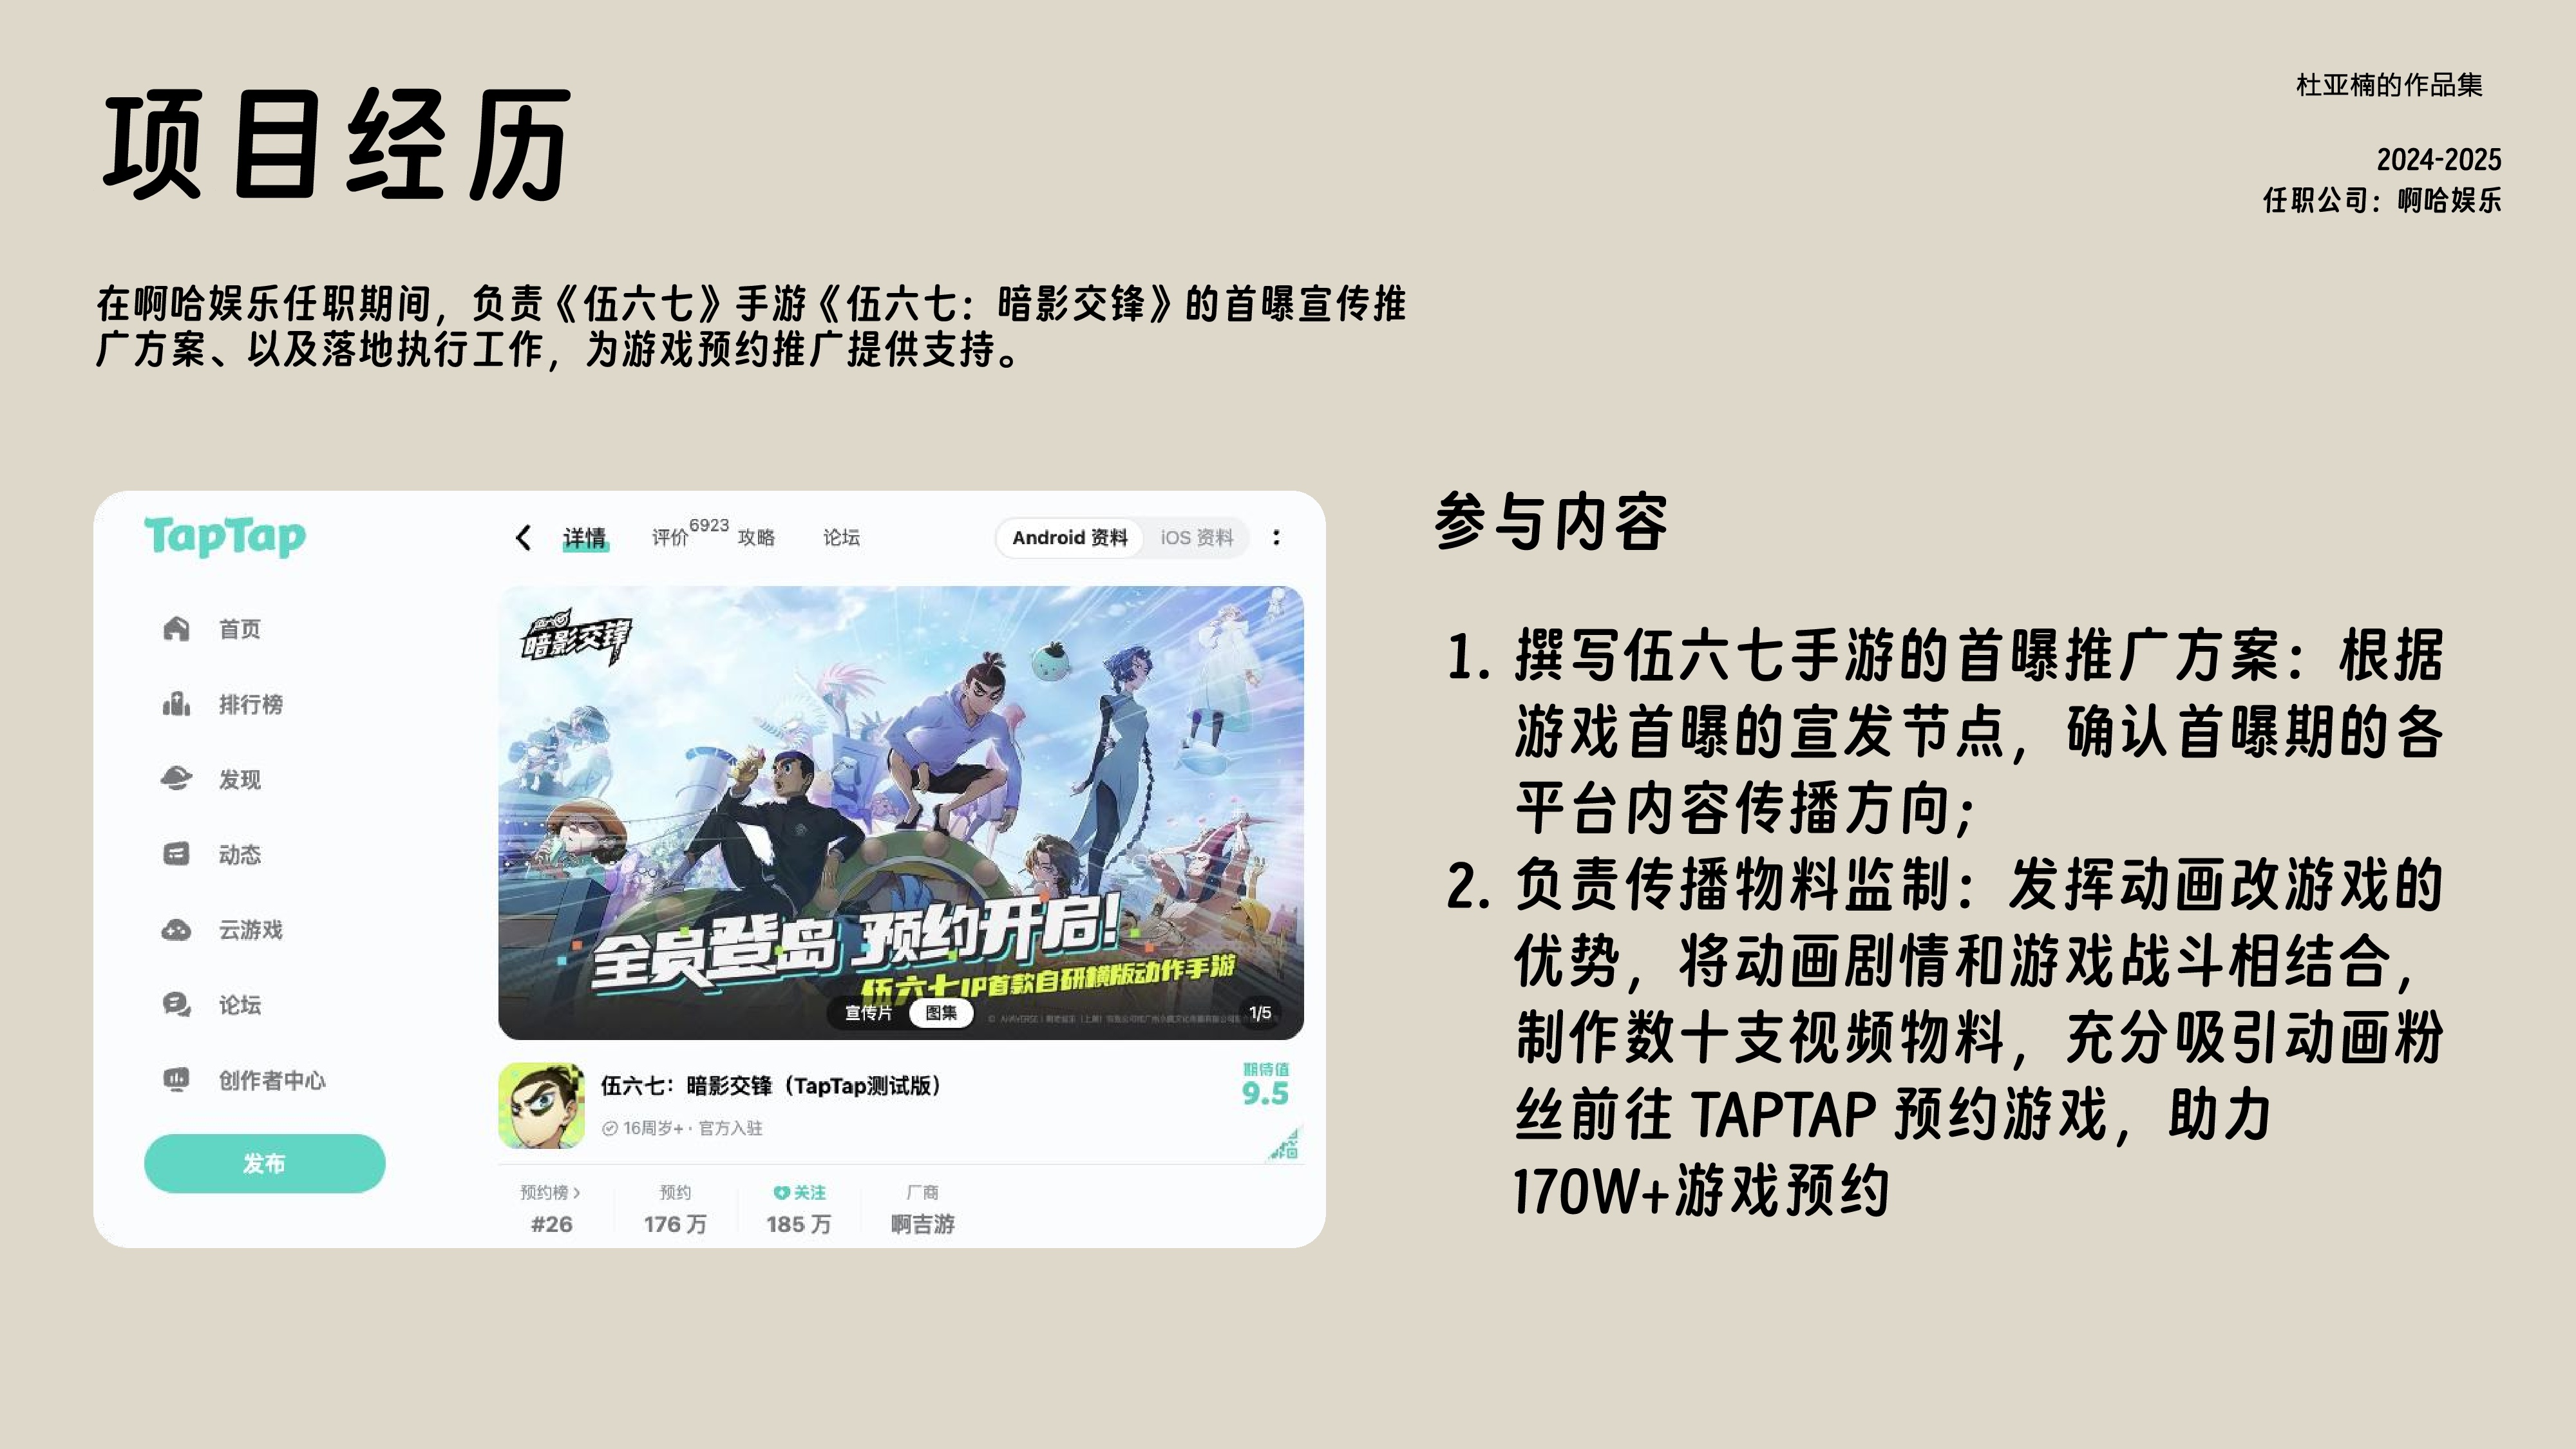 项目经历
杜亚楠的作品集
2024-2025
任职公司：啊哈娱乐
在啊哈娱乐任职期间，负责《伍六七》手游《伍六七：暗影交锋》的首曝宣传推
广方案、以及落地执行工作，为游戏预约推广提供支持。
TapTap
首页
排行榜
发现
动态
云游戏
论坛
创作者中心
发布
详情 评价 6923 攻略 论坛 Android 资料 iOS 资料
暗影交锋
全员登岛 预约开启！
伍六七IP首款自研横版动作手游
宣传片 图集 1/5
伍六七：暗影交锋（TapTap测试版）
16周岁+ · 官方入驻
期待值
9.5
预约榜 预约 关注 厂商
#26 176 万 185 万 啊吉游
参与内容
1. 撰写伍六七手游的首曝推广方案：根据
游戏首曝的宣发节点，确认首曝期的各
平台内容传播方向；
2. 负责传播物料监制：发挥动画改游戏的
优势，将动画剧情和游戏战斗相结合，
制作数十支视频物料，充分吸引动画粉
丝前往 TAPTAP 预约游戏，助力
170W+游戏预约